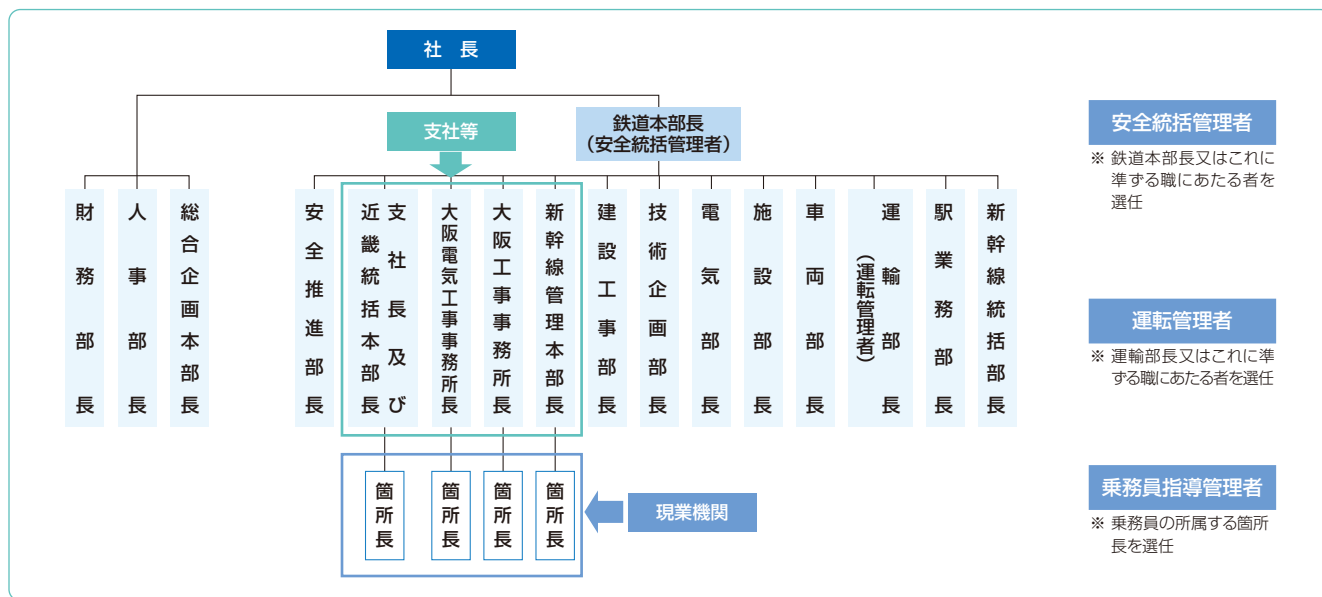 社　長
支社等
鉄道本部長
（安全統括管理者）
財務部長
人事部長
総合企画本部長
安全推進部長
支社長及び
近畿統括本部長
大阪電気工事事務所長
大阪工事事務所長
新幹線管理本部長
建設工事部長
技術企画部長
電気部長
施設部長
車両部長
運輸部長
（運転管理者）
駅業務部長
新幹線統括部長
箇所長
箇所長
箇所長
箇所長
現業機関
安全統括管理者
※ 鉄道本部長又はこれに
準ずる職にあたる者を
選任
運転管理者
※ 運輸部長又はこれに準
ずる職にあたる者を選任
乗務員指導管理者
※ 乗務員の所属する箇所
長を選任